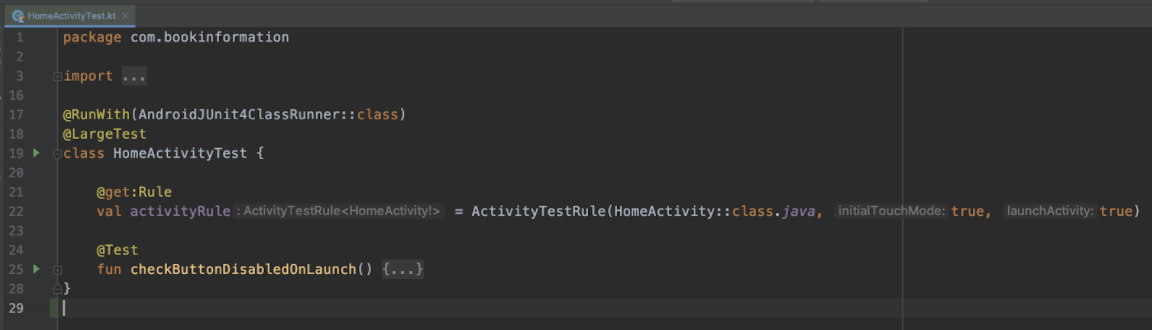 HomeActivityTest.kt
1 package com.bookinformation
2
3 import ...
16
17 @RunWith(AndroidJUnit4ClassRunner::class)
18 @LargeTest
19 class HomeActivityTest {
20
21 @get:Rule
22 val activityRule : ActivityTestRule<HomeActivity!> = ActivityTestRule(HomeActivity::class.java, initialTouchMode: true, launchActivity: true)
23
24 @Test
25 fun checkButtonDisabledOnLaunch() {...}
28 }
29